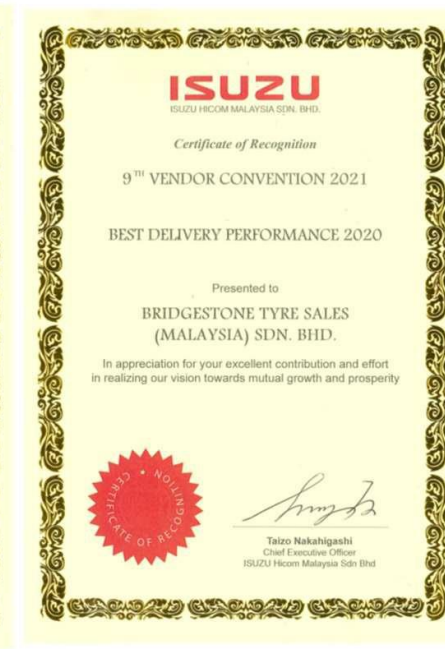 ISUZU
ISUZU HICOM MALAYSIA SDN. BHD.
Certificate of Recognition
9TH VENDOR CONVENTION 2021
BEST DELIVERY PERFORMANCE 2020
Presented to
BRIDGESTONE TYRE SALES
(MALAYSIA) SDN. BHD.
In appreciation for your excellent contribution and effort
in realizing our vision towards mutual growth and prosperity
CERTIFICATE OF RECOGNITION
Taizo Nakahigashi
Chief Executive Officer
ISUZU Hicom Malaysia Sdn Bhd